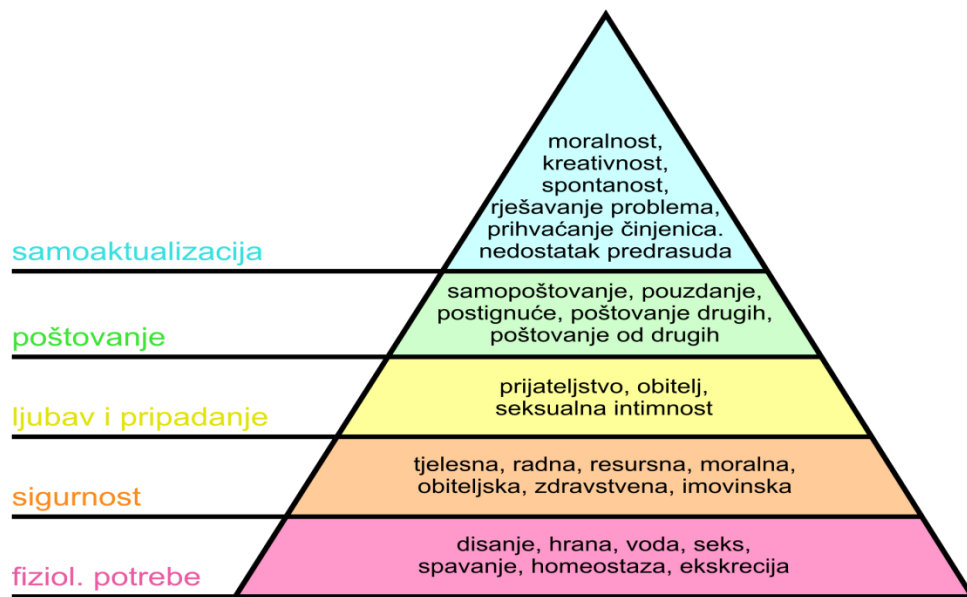 moralnost,
kreativnost,
spontanost,
rješavanje problema,
prihvaćanje činjenica.
nedostatak predrasuda
samoaktualizacija
samopoštovanje, pouzdanje,
postignuće, poštovanje drugih,
poštovanje od drugih
poštovanje
prijateljstvo, obitelj,
seksualna intimnost
ljubav i pripadanje
tjelesna, radna, resursna, moralna,
obiteljska, zdravstvena, imovinska
sigurnost
disanje, hrana, voda, seks,
spavanje, homeostaza, ekskrecija
fiziol. potrebe